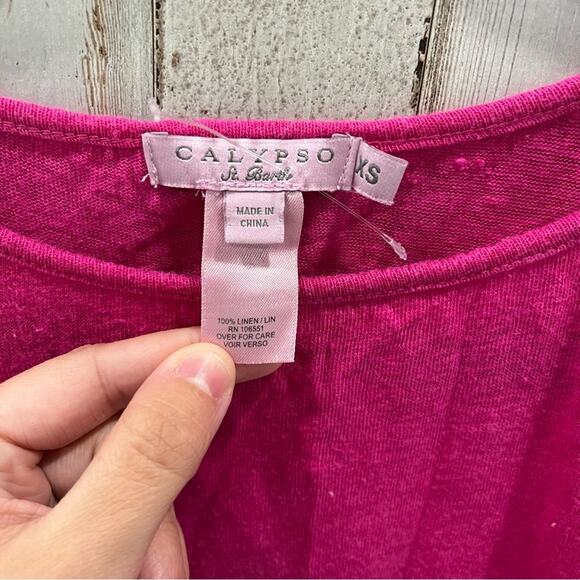 CALYPSO
St. Barth
XS
MADE IN
CHINA
100% LINEN / LIN
RN 106551
OVER FOR CARE
VOIR VERSO